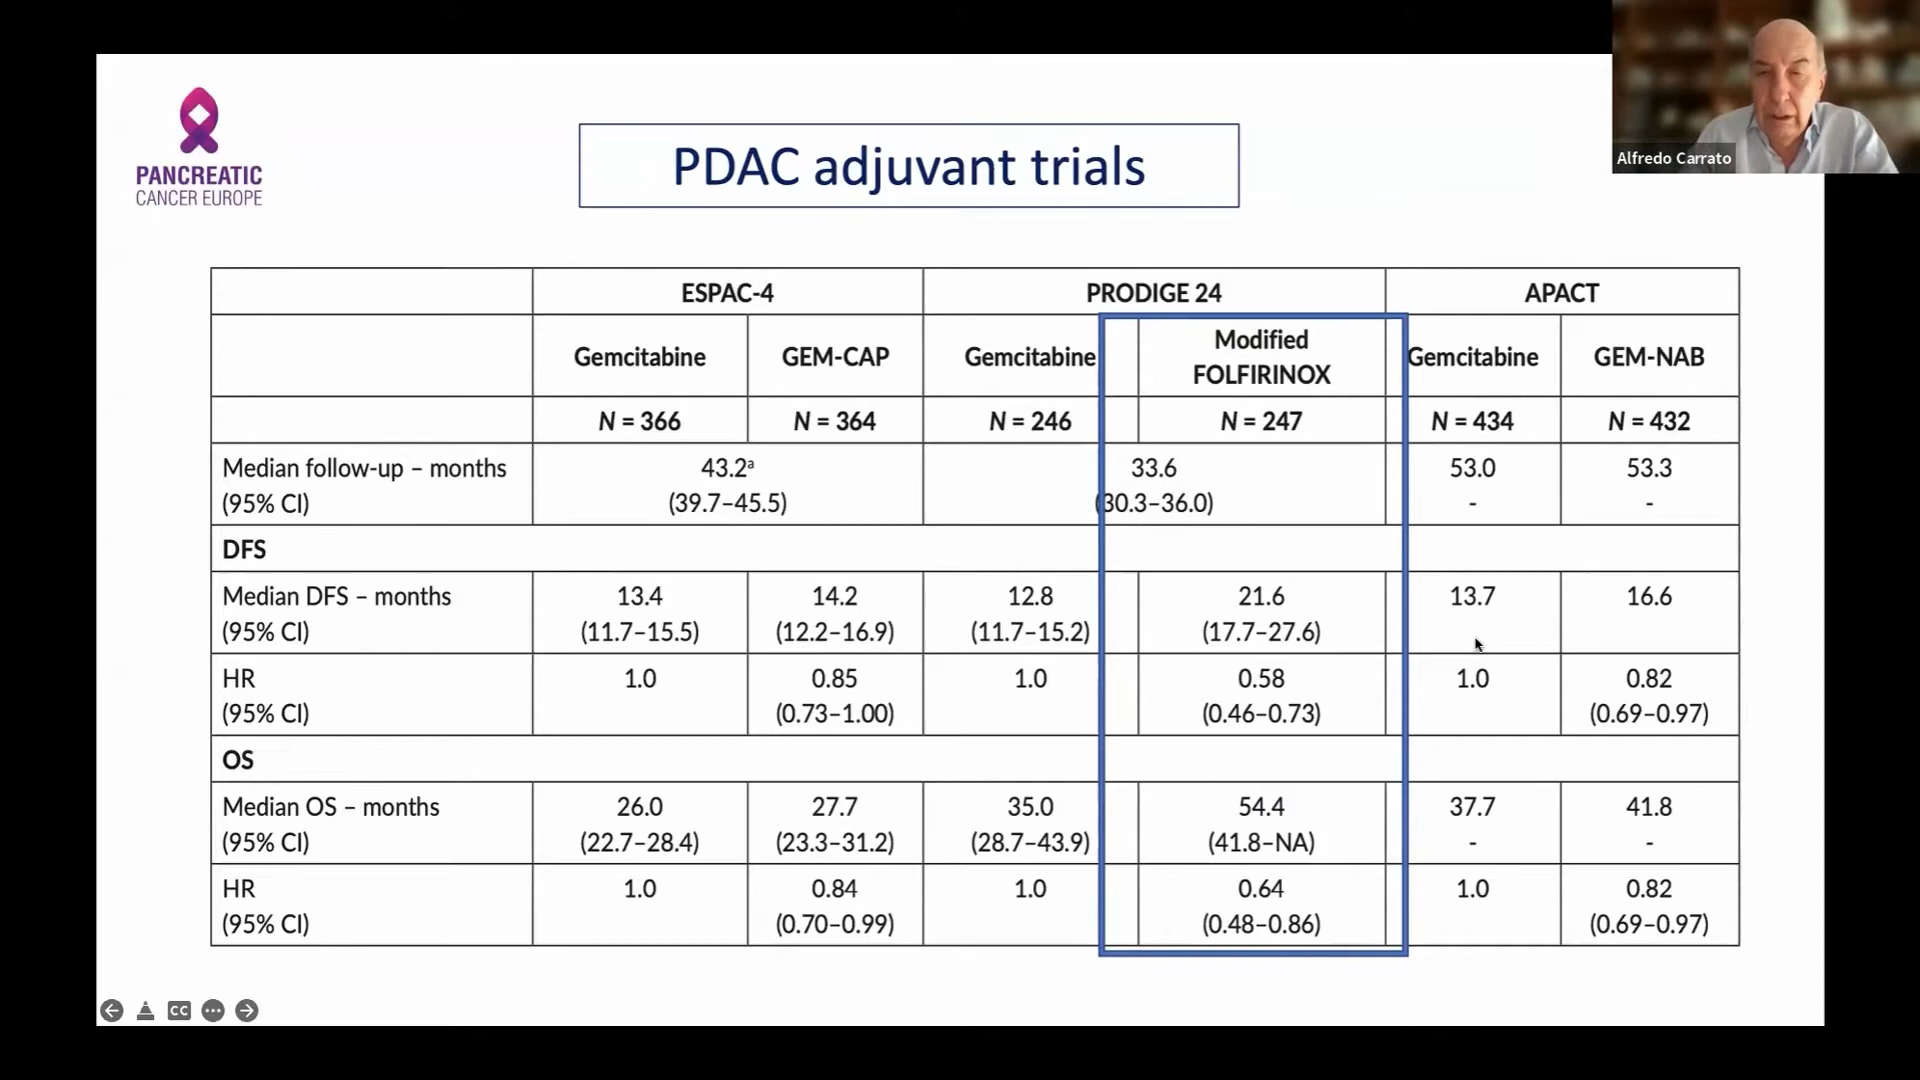 Alfredo Carrato
PANCREATIC
CANCER EUROPE
PDAC adjuvant trials
ESPAC-4 PRODIGE 24 APACT
Gemcitabine GEM-CAP Gemcitabine Modified FOLFIRINOX Gemcitabine GEM-NAB
N = 366 N = 364 N = 246 N = 247 N = 434 N = 432
Median follow-up – months 43.2ᵃ 33.6 53.0 53.3
(95% CI) (39.7–45.5) (30.3–36.0) - -
DFS
Median DFS – months 13.4 14.2 12.8 21.6 13.7 16.6
(95% CI) (11.7–15.5) (12.2–16.9) (11.7–15.2) (17.7–27.6)
HR 1.0 0.85 1.0 0.58 1.0 0.82
(95% CI) (0.73–1.00) (0.46–0.73) (0.69–0.97)
OS
Median OS – months 26.0 27.7 35.0 54.4 37.7 41.8
(95% CI) (22.7–28.4) (23.3–31.2) (28.7–43.9) (41.8–NA) - -
HR 1.0 0.84 1.0 0.64 1.0 0.82
(95% CI) (0.70–0.99) (0.48–0.86) (0.69–0.97)
CC